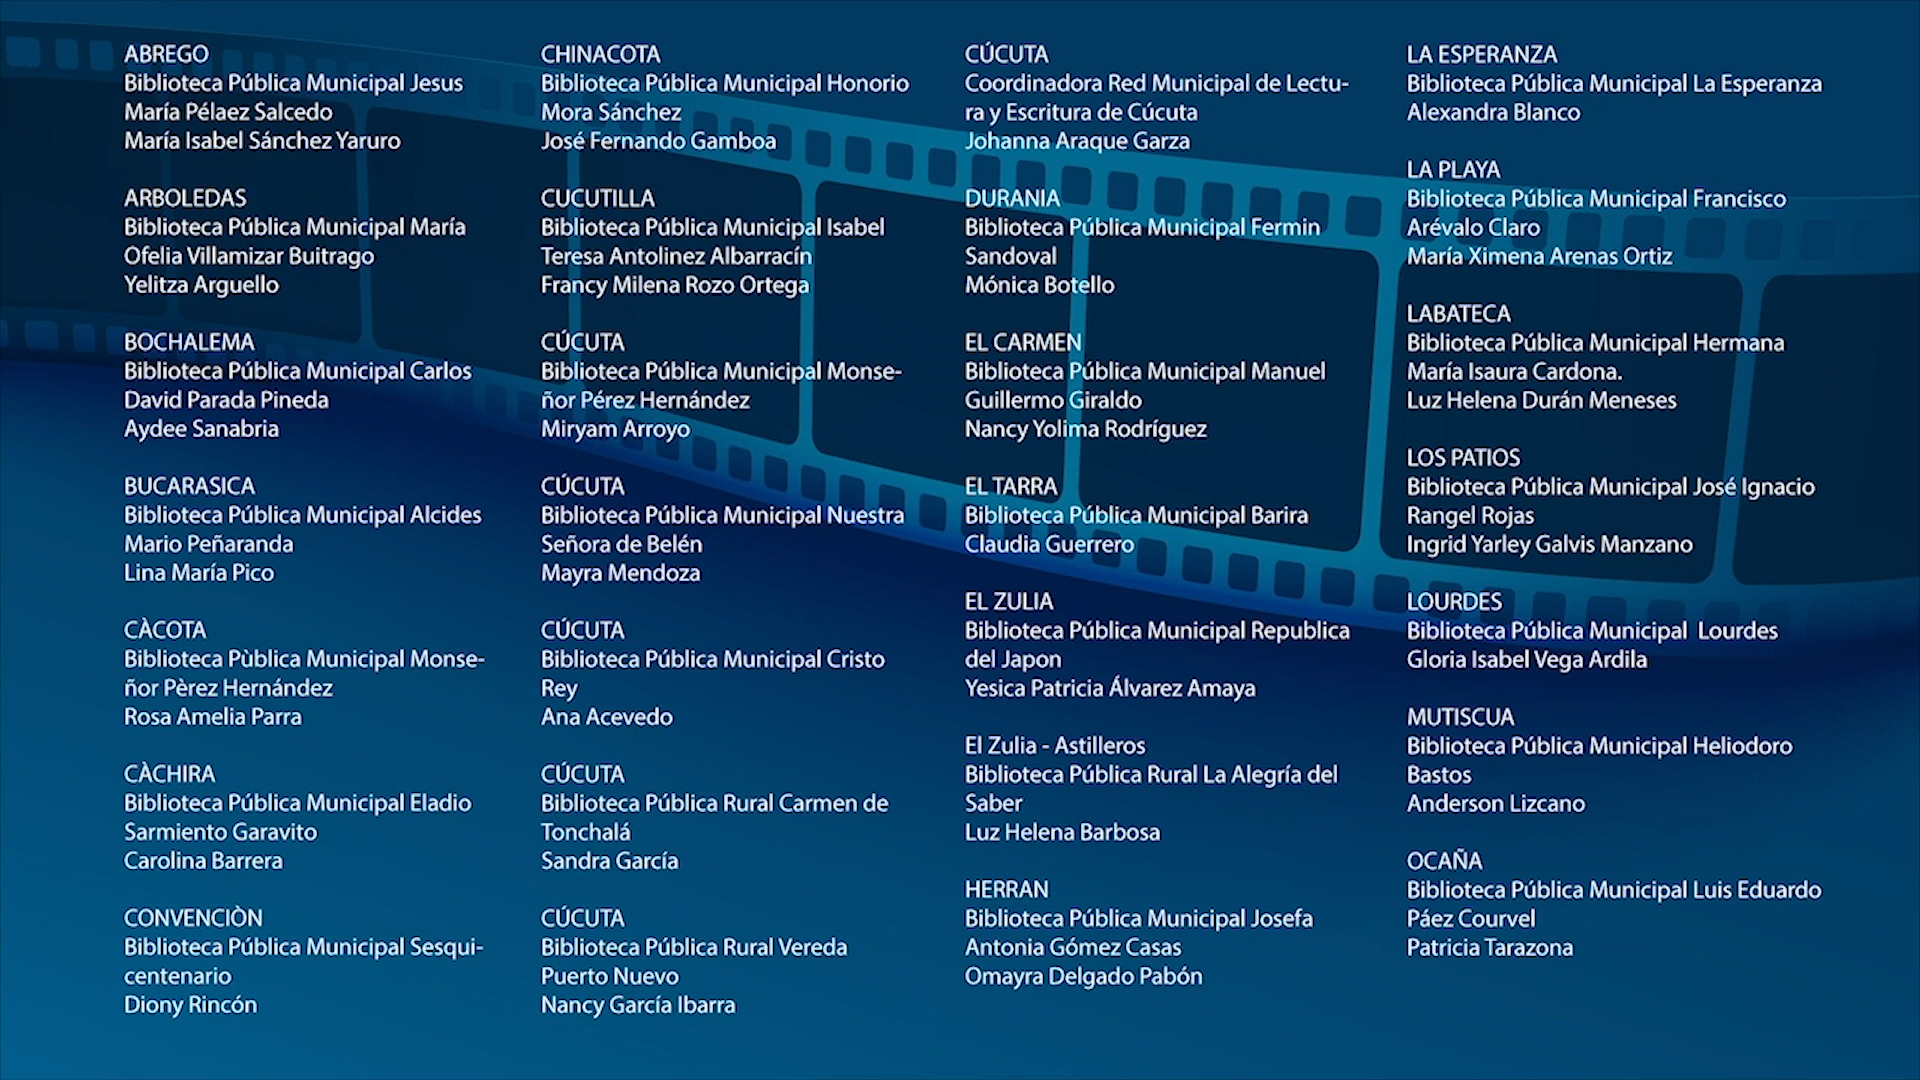 ABREGO
Biblioteca Pública Municipal Jesus
María Pélaez Salcedo
María Isabel Sánchez Yaruro
ARBOLEDAS
Biblioteca Pública Municipal María
Ofelia Villamizar Buitrago
Yelitza Arguello
BOCHALEMA
Biblioteca Pública Municipal Carlos
David Parada Pineda
Aydee Sanabria
BUCARASICA
Biblioteca Pública Municipal Alcides
Mario Peñaranda
Lina María Pico
CÀCOTA
Biblioteca Pùblica Municipal Monse-
ñor Pèrez Hernández
Rosa Amelia Parra
CÀCHIRA
Biblioteca Pública Municipal Eladio
Sarmiento Garavito
Carolina Barrera
CONVENCIÒN
Biblioteca Pública Municipal Sesqui-
centenario
Diony Rincón
CHINACOTA
Biblioteca Pública Municipal Honorio
Mora Sánchez
José Fernando Gamboa
CUCUTILLA
Biblioteca Pública Municipal Isabel
Teresa Antolinez Albarracín
Francy Milena Rozo Ortega
CÚCUTA
Biblioteca Pública Municipal Monse-
ñor Pérez Hernández
Miryam Arroyo
CÚCUTA
Biblioteca Pública Municipal Nuestra
Señora de Belén
Mayra Mendoza
CÚCUTA
Biblioteca Pública Municipal Cristo
Rey
Ana Acevedo
CÚCUTA
Biblioteca Pública Rural Carmen de
Tonchalá
Sandra García
CÚCUTA
Biblioteca Pública Rural Vereda
Puerto Nuevo
Nancy García Ibarra
CÚCUTA
Coordinadora Red Municipal de Lectu-
ra y Escritura de Cúcuta
Johanna Araque Garza
DURANIA
Biblioteca Pública Municipal Fermin
Sandoval
Mónica Botello
EL CARMEN
Biblioteca Pública Municipal Manuel
Guillermo Giraldo
Nancy Yolima Rodríguez
EL TARRA
Biblioteca Pública Municipal Barira
Claudia Guerrero
EL ZULIA
Biblioteca Pública Municipal Republica
del Japon
Yesica Patricia Álvarez Amaya
El Zulia - Astilleros
Biblioteca Pública Rural La Alegría del
Saber
Luz Helena Barbosa
HERRAN
Biblioteca Pública Municipal Josefa
Antonia Gómez Casas
Omayra Delgado Pabón
LA ESPERANZA
Biblioteca Pública Municipal La Esperanza
Alexandra Blanco
LA PLAYA
Biblioteca Pública Municipal Francisco
Arévalo Claro
María Ximena Arenas Ortiz
LABATECA
Biblioteca Pública Municipal Hermana
María Isaura Cardona.
Luz Helena Durán Meneses
LOS PATIOS
Biblioteca Pública Municipal José Ignacio
Rangel Rojas
Ingrid Yarley Galvis Manzano
LOURDES
Biblioteca Pública Municipal  Lourdes
Gloria Isabel Vega Ardila
MUTISCUA
Biblioteca Pública Municipal Heliodoro
Bastos
Anderson Lizcano
OCAÑA
Biblioteca Pública Municipal Luis Eduardo
Páez Courvel
Patricia Tarazona